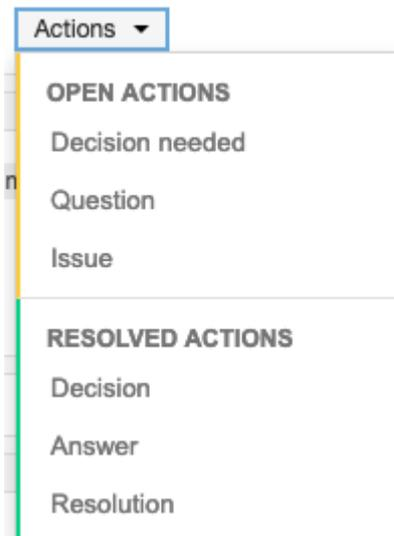 Actions
OPEN ACTIONS
Decision needed
n
Question
Issue
RESOLVED ACTIONS
Decision
Answer
Resolution